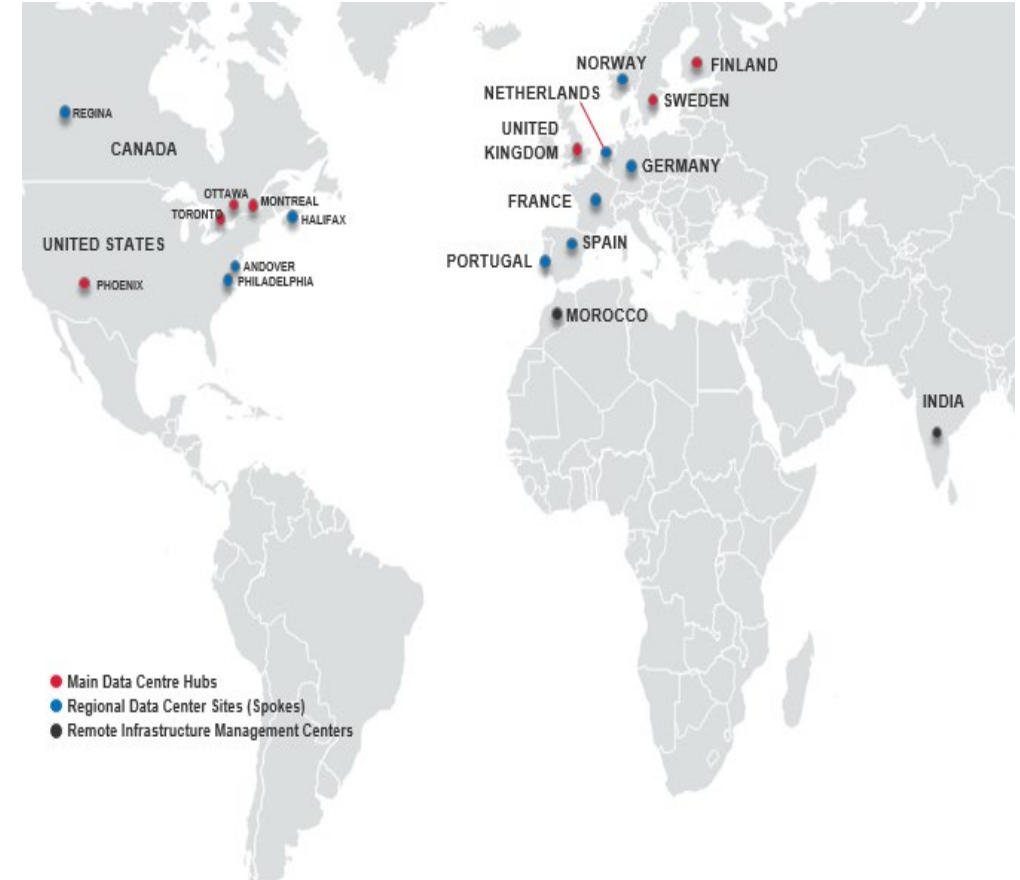 NORWAY
FINLAND
NETHERLANDS
SWEDEN
REGINA
UNITED
KINGDOM
CANADA
GERMANY
OTTAWA
MONTREAL
FRANCE
TORONTO
HALIFAX
UNITED STATES
SPAIN
PORTUGAL
ANDOVER
PHILADELPHIA
PHOENIX
MOROCCO
INDIA
Main Data Centre Hubs
Regional Data Center Sites (Spokes)
Remote Infrastructure Management Centers